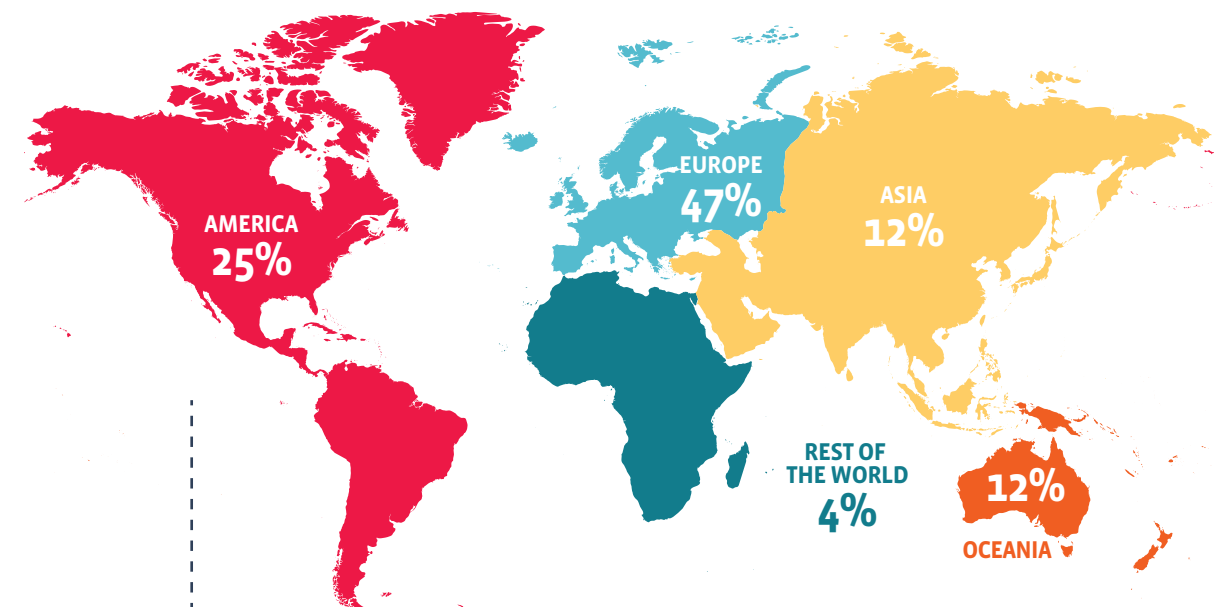 AMERICA
25%
EUROPE
47%
ASIA
12%
REST OF
THE WORLD
4%
12%
OCEANIA